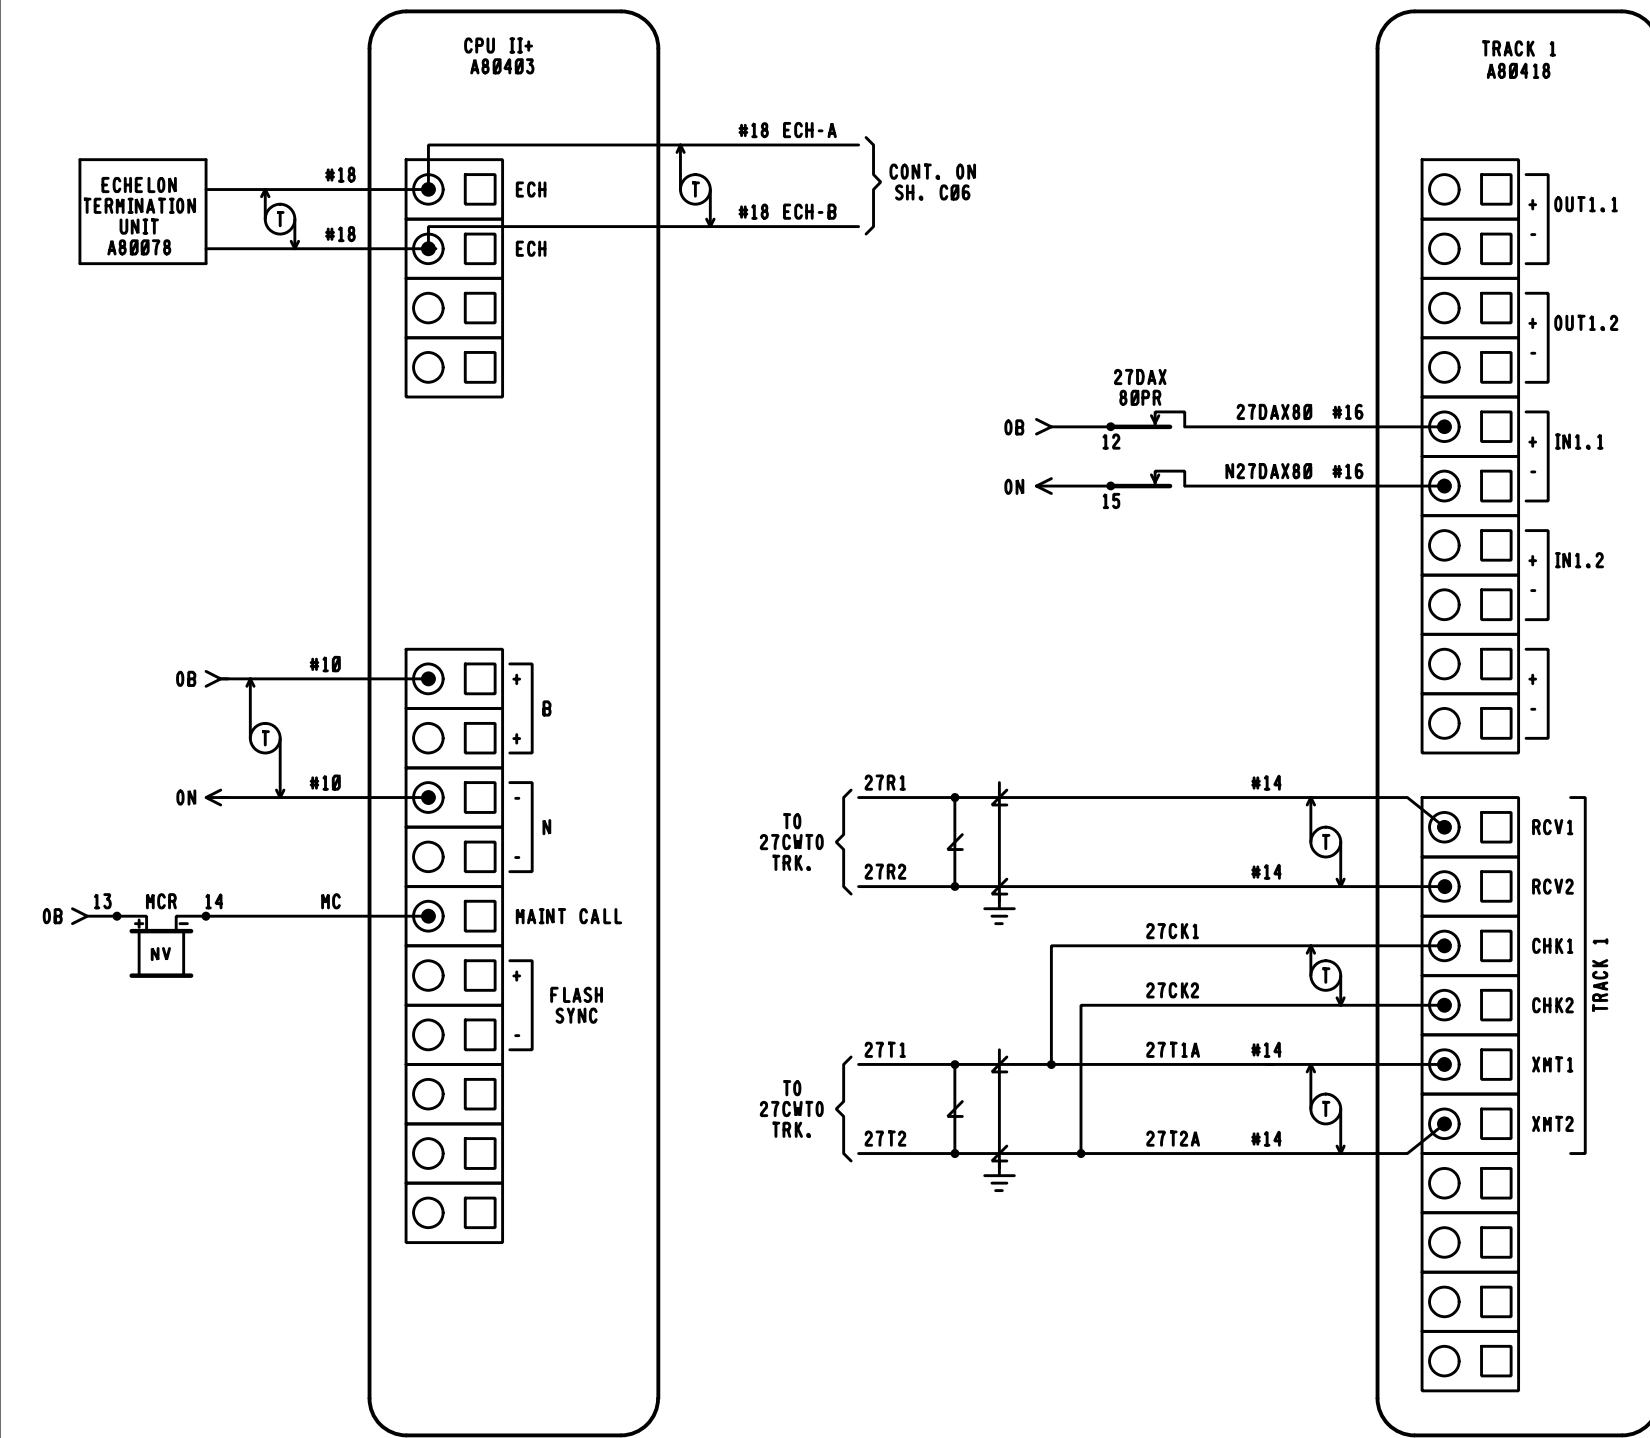 CPU II+
A80403
#18 ECH-A
#18 ECH-B
CONT. ON
SH. C06
ECHELON
TERMINATION
UNIT
A80078
#18
T
#18
T
ECH
ECH
OB
#10
T
ON
#10
+
+
B
-
-
N
OB
13
MCR
14
MC
+
-
NV
MAINT CALL
+
-
FLASH
SYNC
TRACK 1
A80418
+
-
OUT1.1
+
-
OUT1.2
27DAX
80PR
OB
12
27DAX80 #16
ON
15
N27DAX80 #16
+
-
IN1.1
+
-
IN1.2
+
-
TO
27CWTO
TRK.
27R1
#14
27R2
#14
T
27CK1
27CK2
T
TO
27CWTO
TRK.
27T1
27T1A #14
27T2
27T2A #14
T
RCV1
RCV2
CHK1
CHK2
XMT1
XMT2
TRACK 1